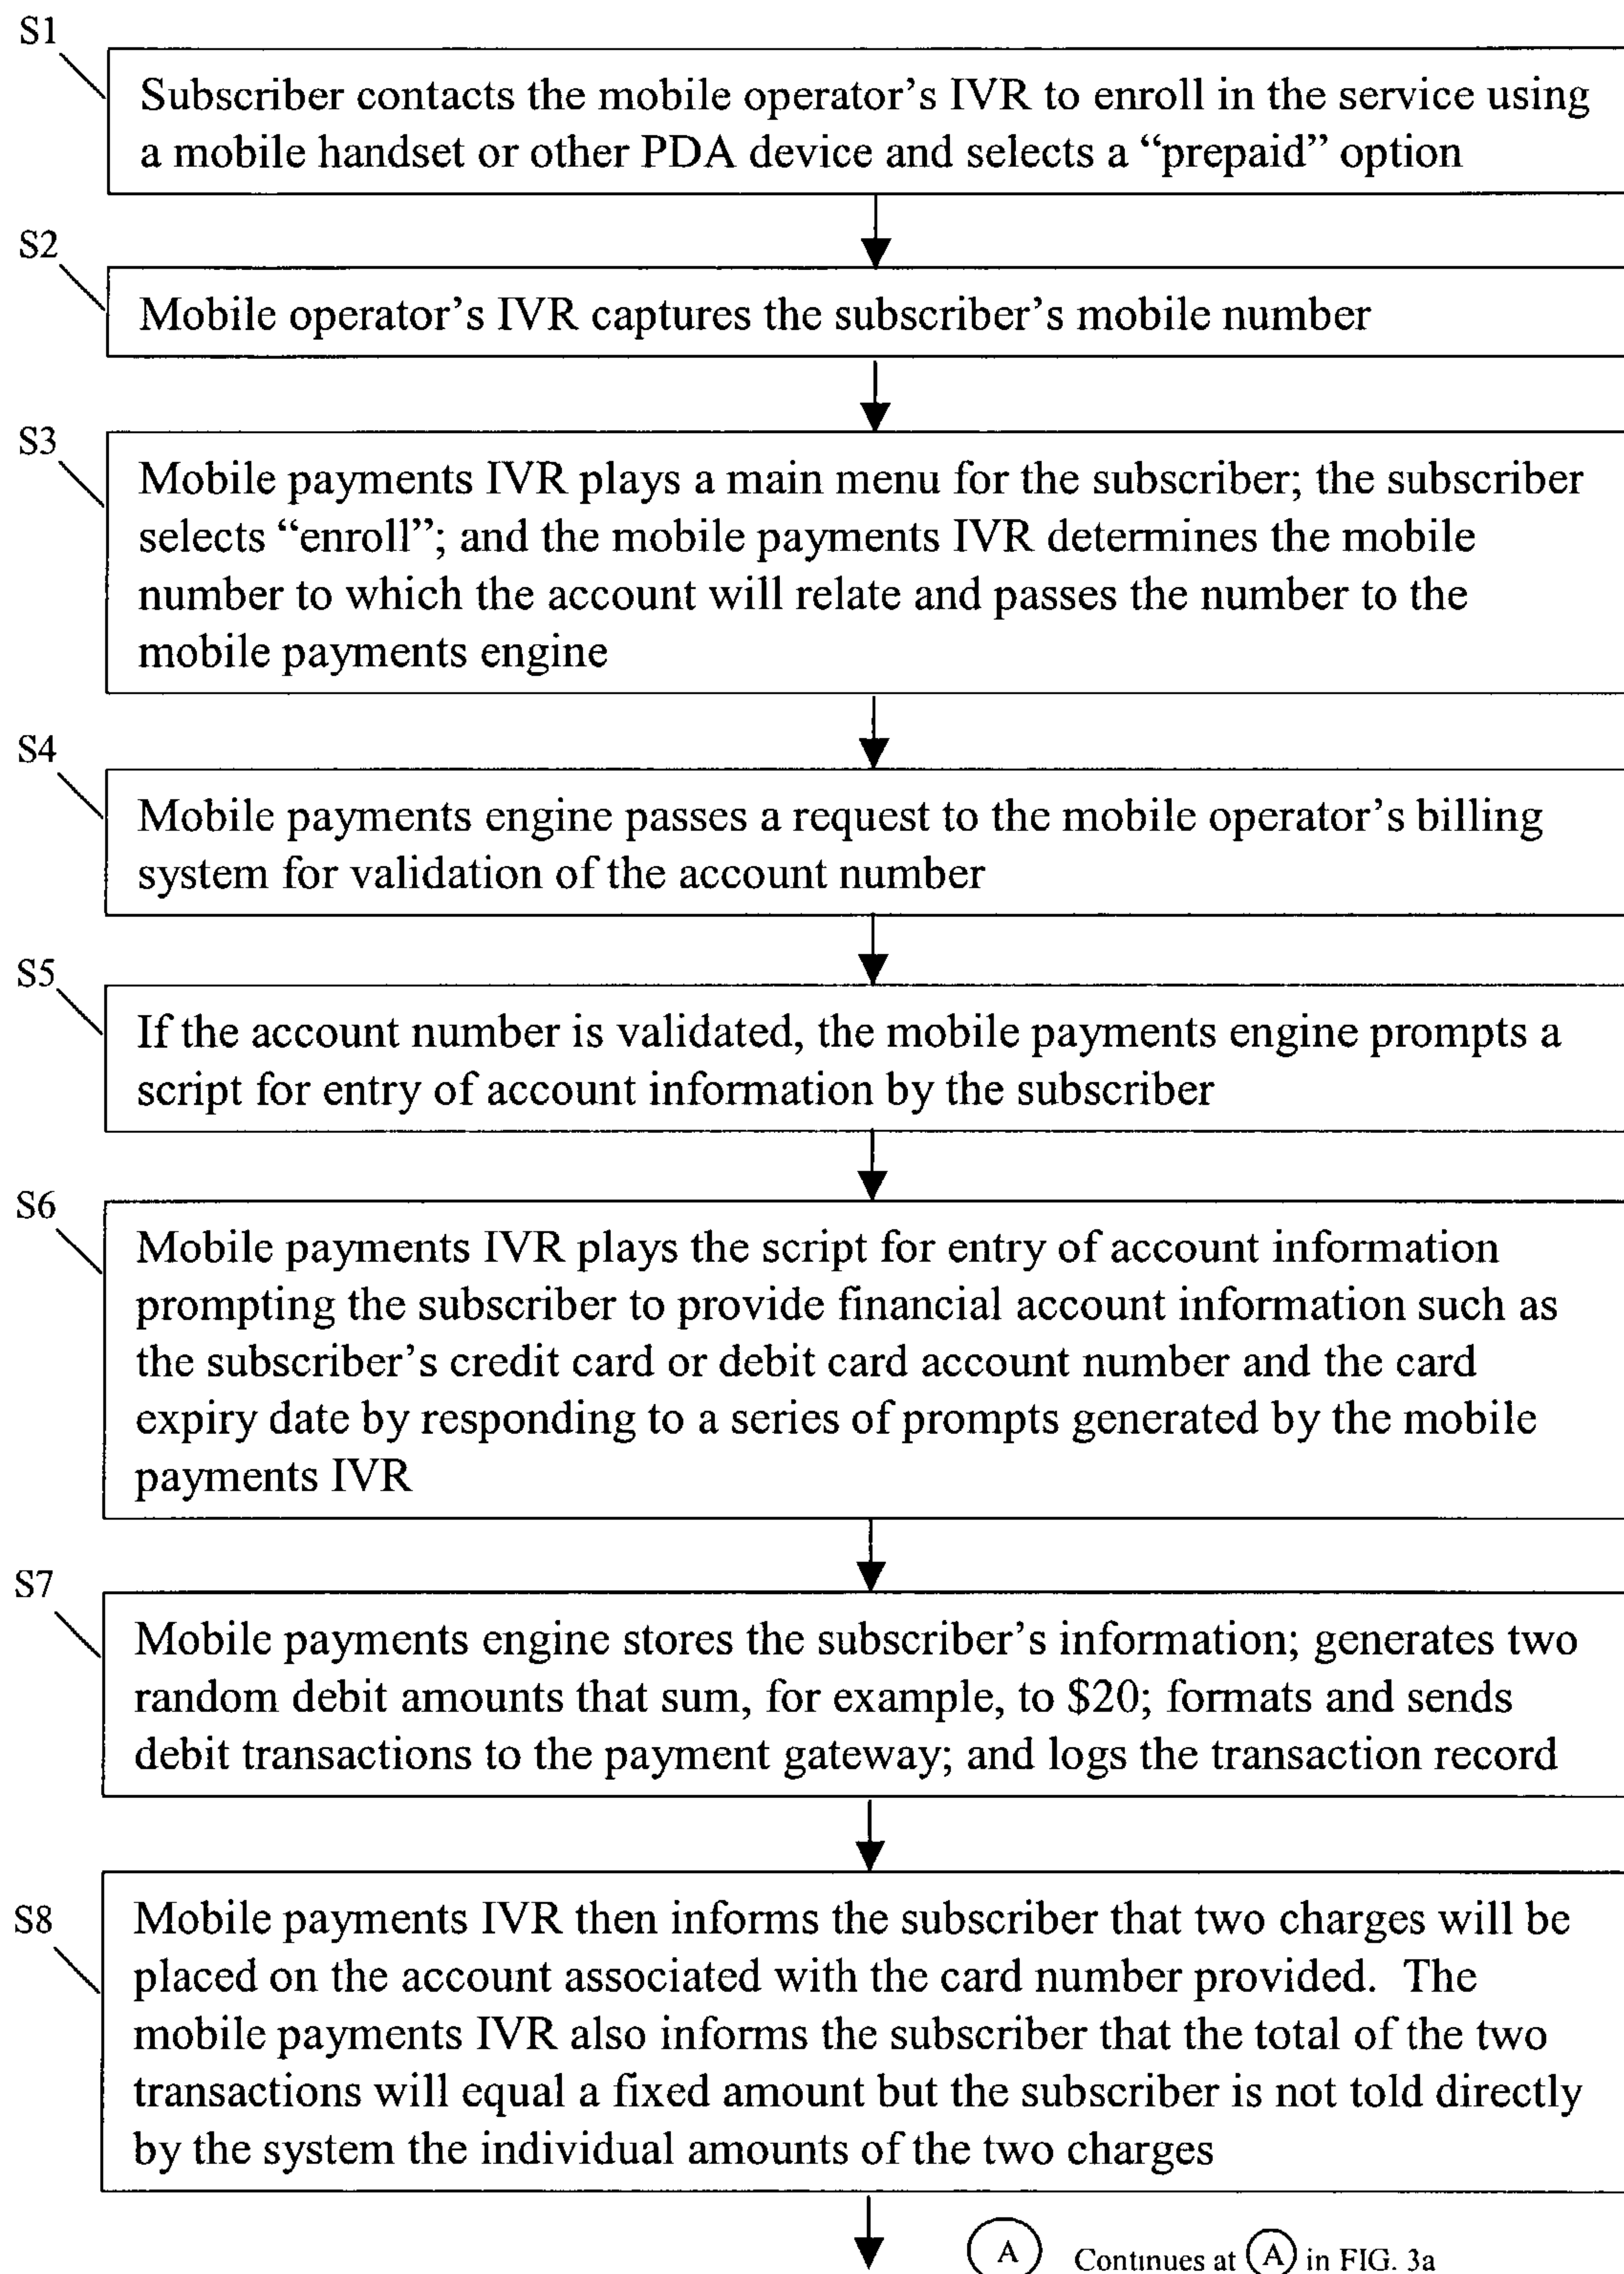 S1
Subscriber contacts the mobile operator’s IVR to enroll in the service using
a mobile handset or other PDA device and selects a “prepaid” option
S2
Mobile operator’s IVR captures the subscriber’s mobile number
S3
Mobile payments IVR plays a main menu for the subscriber; the subscriber
selects “enroll”; and the mobile payments IVR determines the mobile
number to which the account will relate and passes the number to the
mobile payments engine
S4
Mobile payments engine passes a request to the mobile operator’s billing
system for validation of the account number
S5
If the account number is validated, the mobile payments engine prompts a
script for entry of account information by the subscriber
S6
Mobile payments IVR plays the script for entry of account information
prompting the subscriber to provide financial account information such as
the subscriber’s credit card or debit card account number and the card
expiry date by responding to a series of prompts generated by the mobile
payments IVR
S7
Mobile payments engine stores the subscriber’s information; generates two
random debit amounts that sum, for example, to $20; formats and sends
debit transactions to the payment gateway; and logs the transaction record
S8
Mobile payments IVR then informs the subscriber that two charges will be
placed on the account associated with the card number provided. The
mobile payments IVR also informs the subscriber that the total of the two
transactions will equal a fixed amount but the subscriber is not told directly
by the system the individual amounts of the two charges
A Continues at A in FIG. 3a